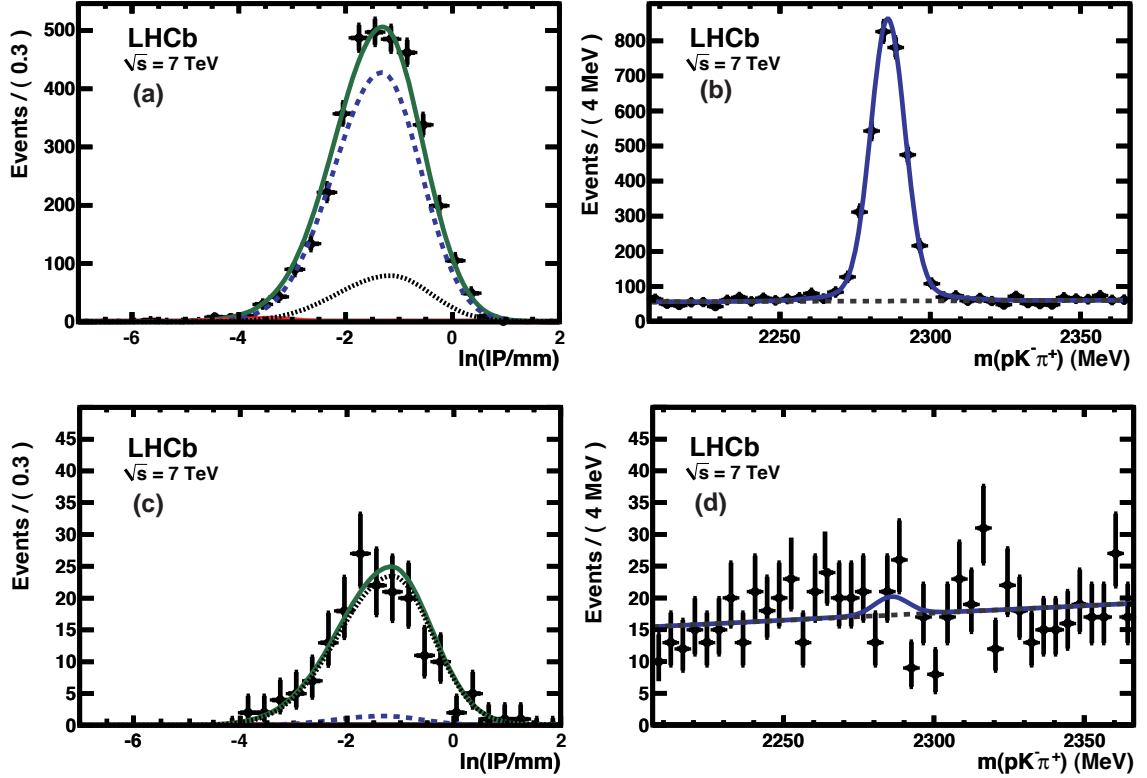 LHCb
√s = 7 TeV
(a)
Events / ( 0.3 )
500
400
300
200
100
0
-6 -4 -2 0 2
ln(IP/mm)
LHCb
√s = 7 TeV
(b)
Events / ( 4 MeV )
800
700
600
500
400
300
200
100
0
2250 2300 2350
m(pK⁻π⁺) (MeV)
LHCb
√s = 7 TeV
(c)
Events / ( 0.3 )
45
40
35
30
25
20
15
10
5
0
-6 -4 -2 0 2
ln(IP/mm)
LHCb
√s = 7 TeV
(d)
Events / ( 4 MeV )
45
40
35
30
25
20
15
10
5
0
2250 2300 2350
m(pK⁻π⁺) (MeV)